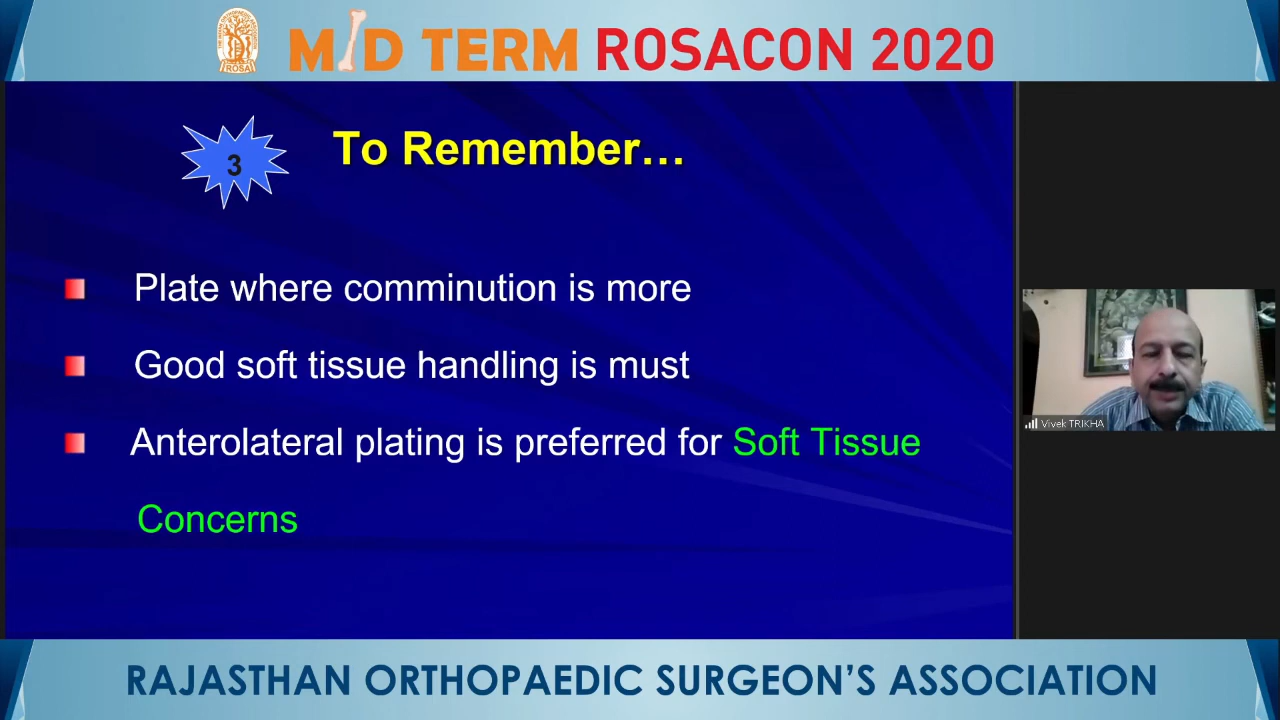 MID TERM ROSACON 2020
ROSA
3
To Remember...
Plate where comminution is more
Good soft tissue handling is must
Anterolateral plating is preferred for Soft Tissue
Concerns
Vivek TRIKHA
RAJASTHAN ORTHOPAEDIC SURGEON'S ASSOCIATION